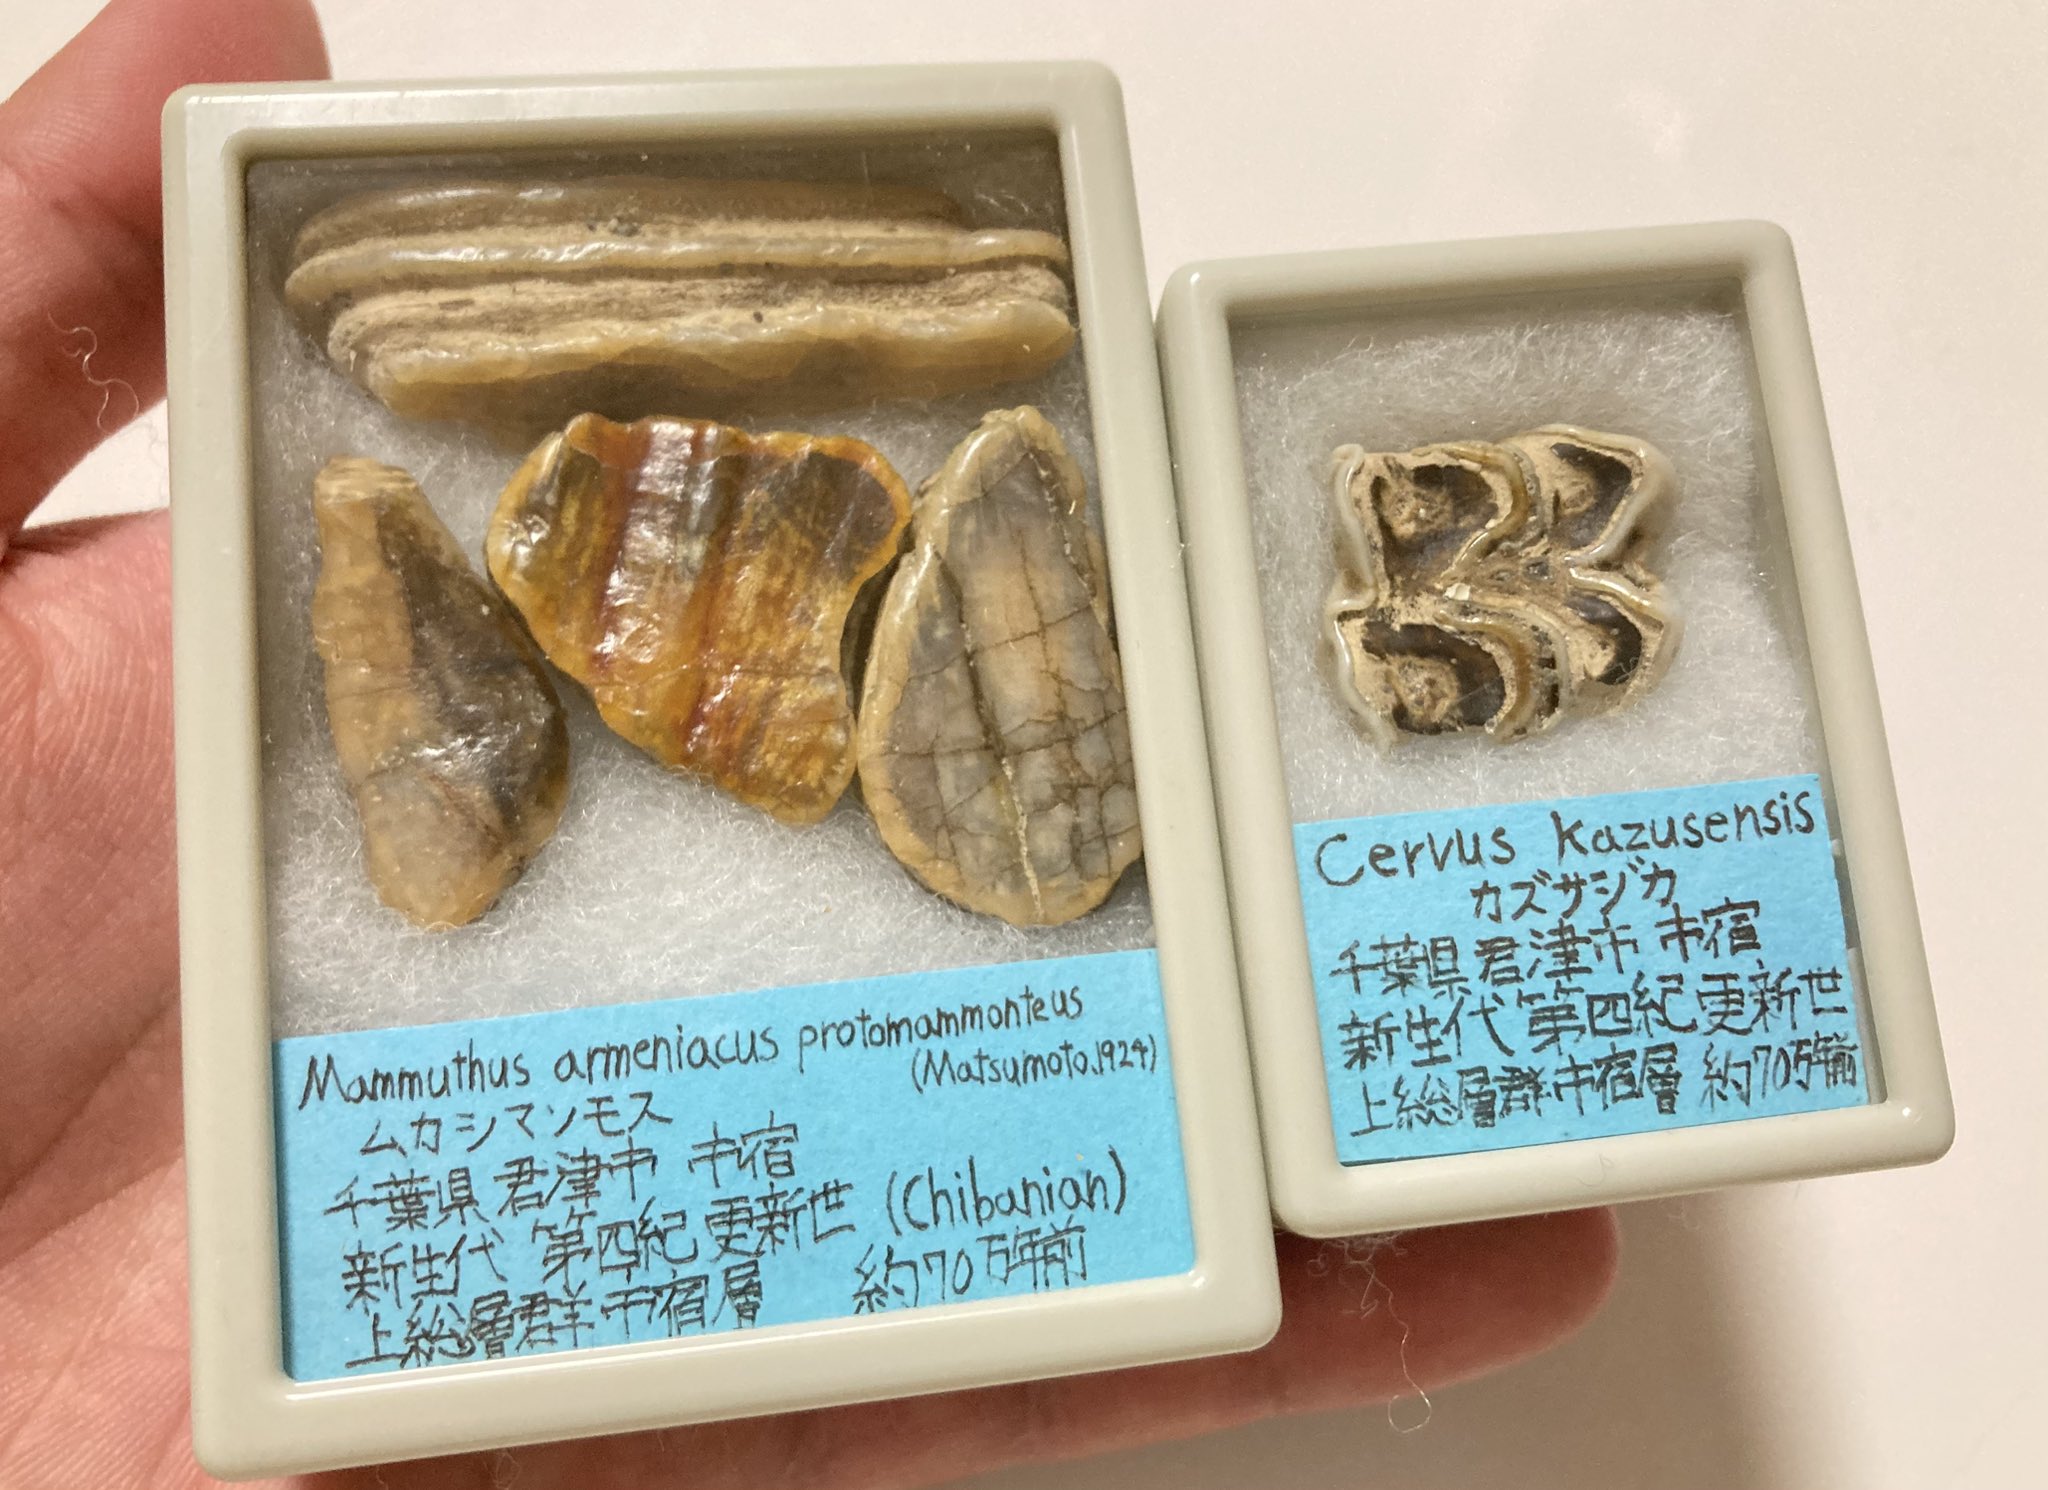 Mammuthus armeniacus protomammonteus
(Matsumoto.1924)
ムカシマンモス
千葉県 君津市 市宿
新生代 第四紀 更新世 (Chibanian)
上総層群 市宿層 約70万年前
Cervus kazusensis
カズサジカ
千葉県 君津市 市宿
新生代 第四紀 更新世
上総層群 市宿層 約70万年前